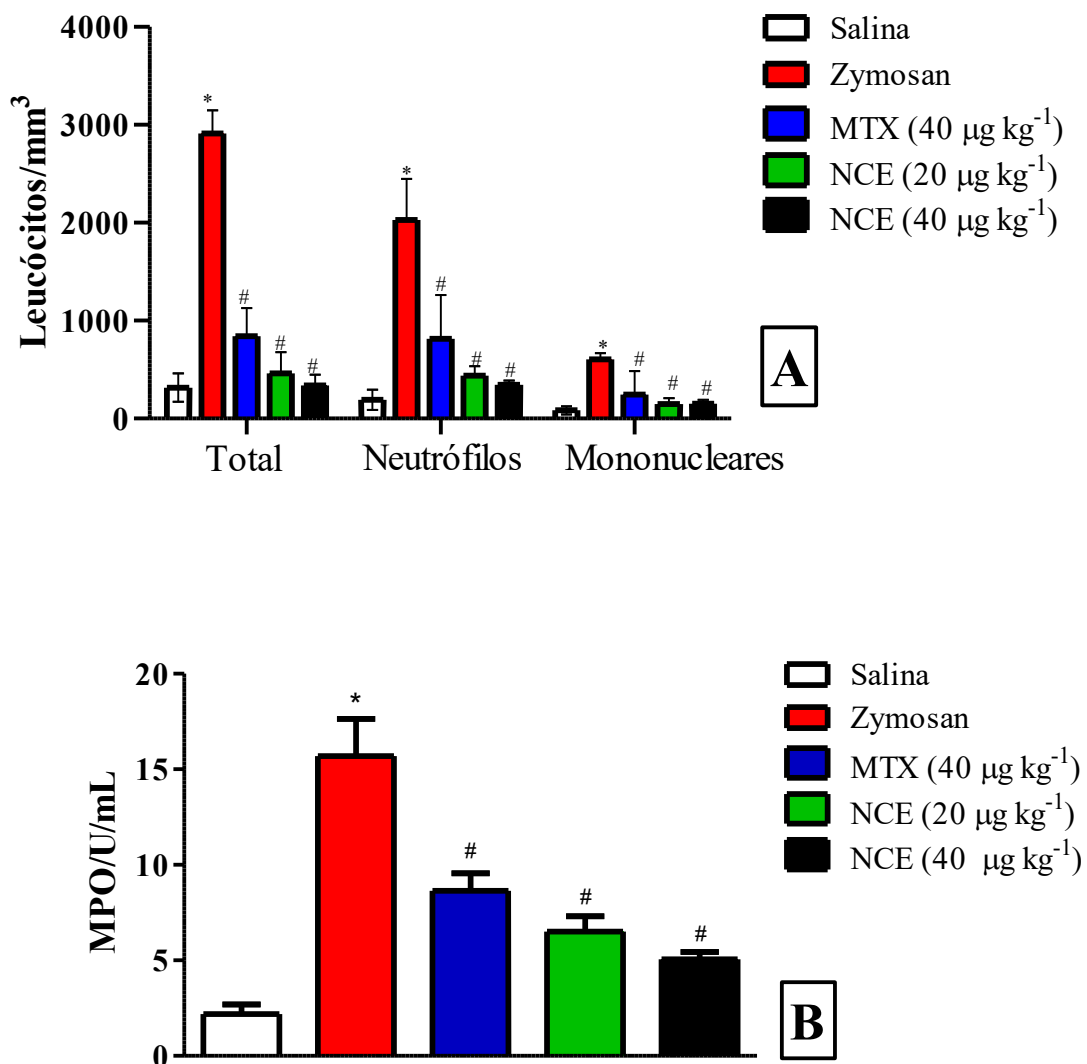 4000
3000
2000
1000
0
Leucócitos/mm³
*
#
#
#
*
#
#
#
*
#
#
#
Total
Neutrófilos
Mononucleares
Salina
Zymosan
MTX (40 µg kg⁻¹)
NCE (20 µg kg⁻¹)
NCE (40 µg kg⁻¹)
A
20
15
10
5
0
MPO/U/mL
*
#
#
#
Salina
Zymosan
MTX (40 µg kg⁻¹)
NCE (20 µg kg⁻¹)
NCE (40 µg kg⁻¹)
B